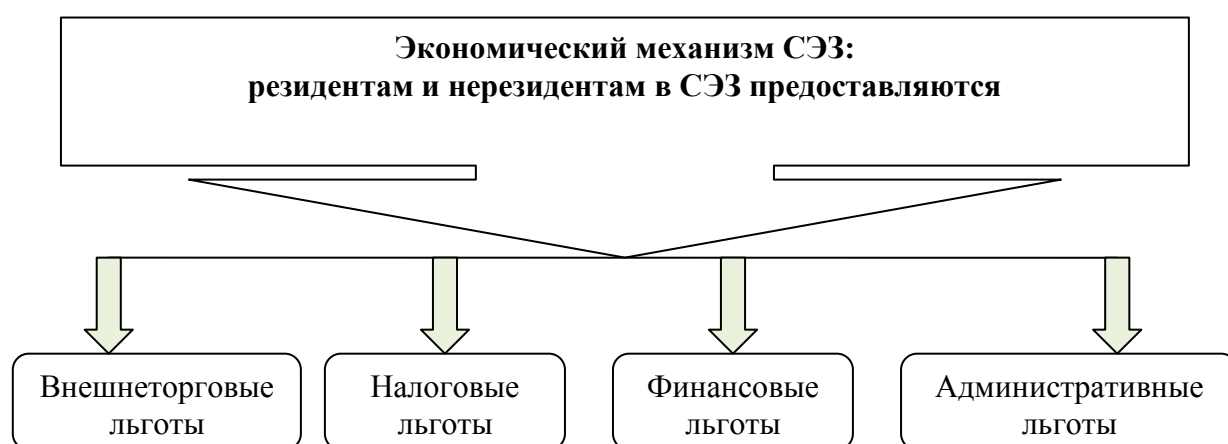 Экономический механизм СЭЗ:
резидентам и нерезидентам в СЭЗ предоставляются
Внешнеторговые
льготы
Налоговые
льготы
Финансовые
льготы
Административные
льготы